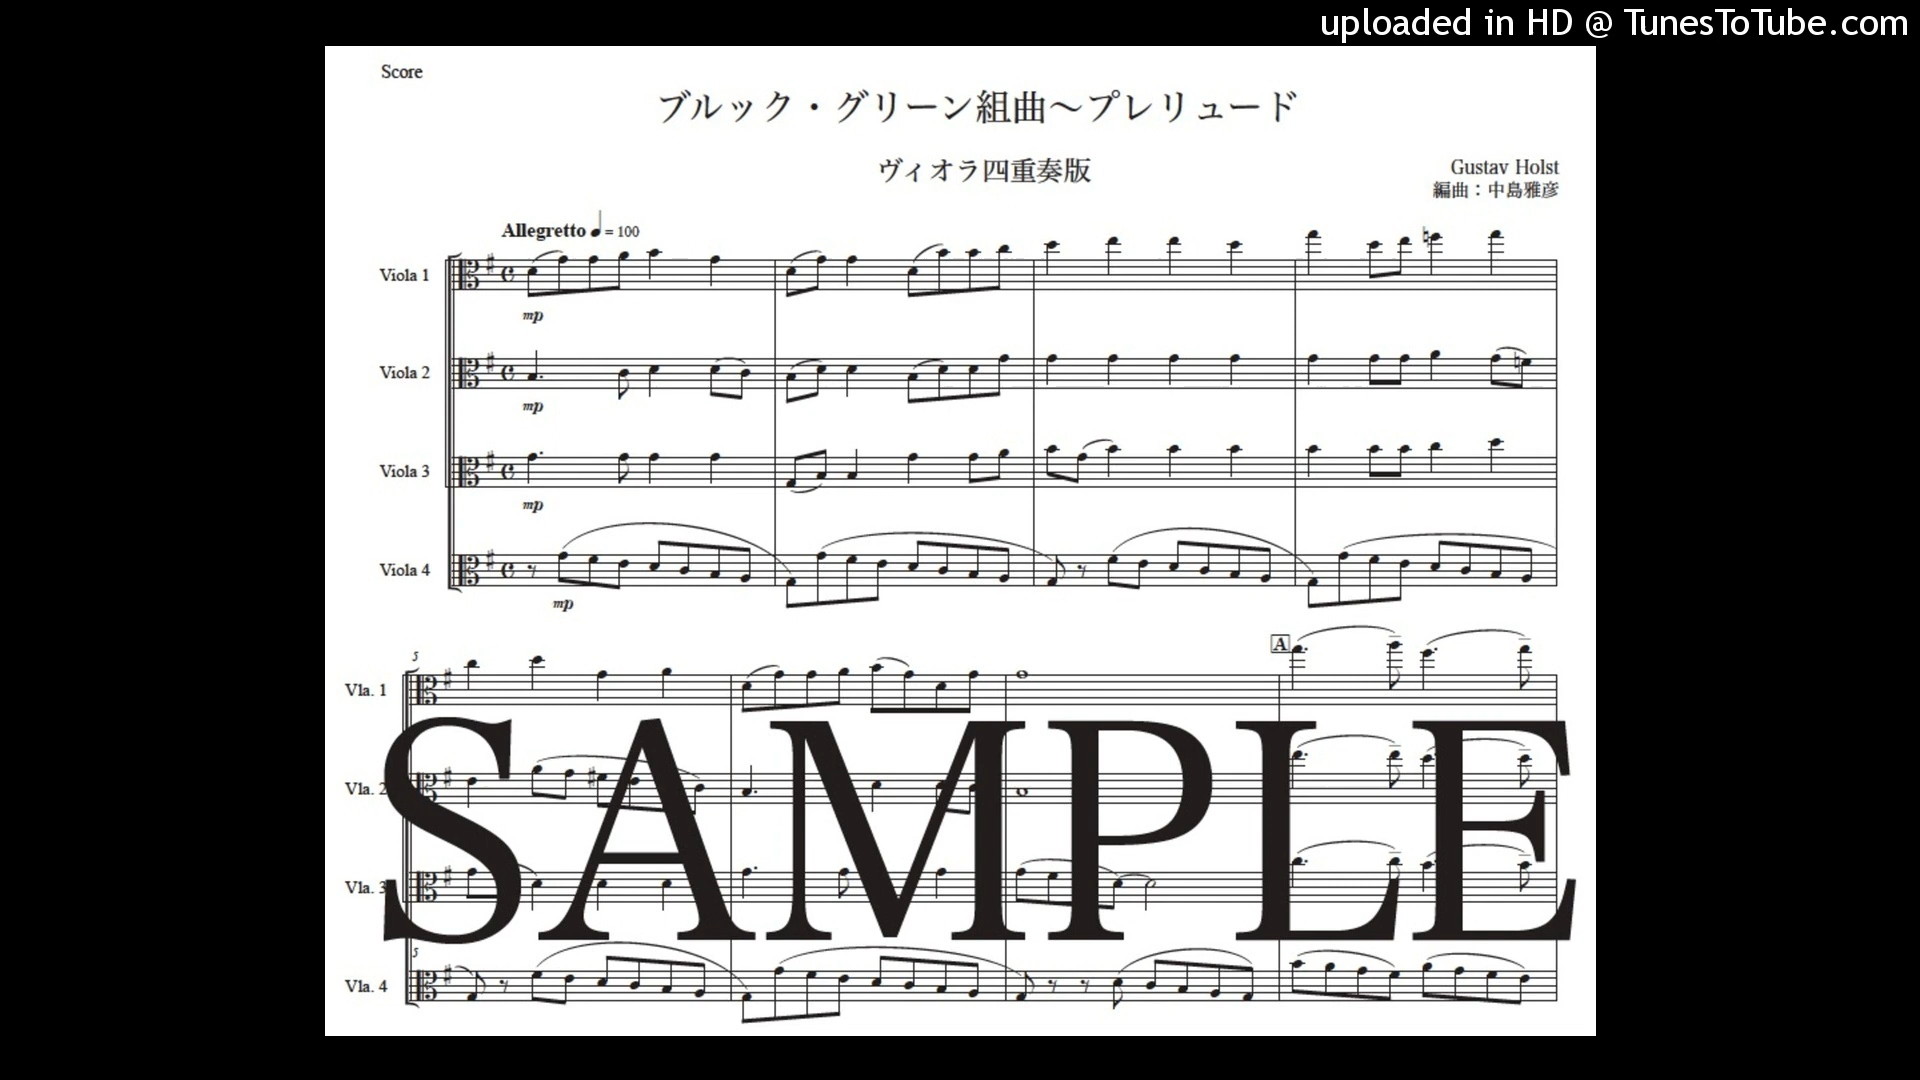 uploaded in HD @ TunesToTube.com
Score
ブルック・グリーン組曲～プレリュード
ヴィオラ四重奏版
Gustav Holst
編曲：中島雅彦
Allegretto ♩ = 100
Viola 1
mp
Viola 2
mp
Viola 3
mp
Viola 4
mp
5
A
Vla. 1
Vla. 2
Vla. 3
5
Vla. 4
SAMPLE